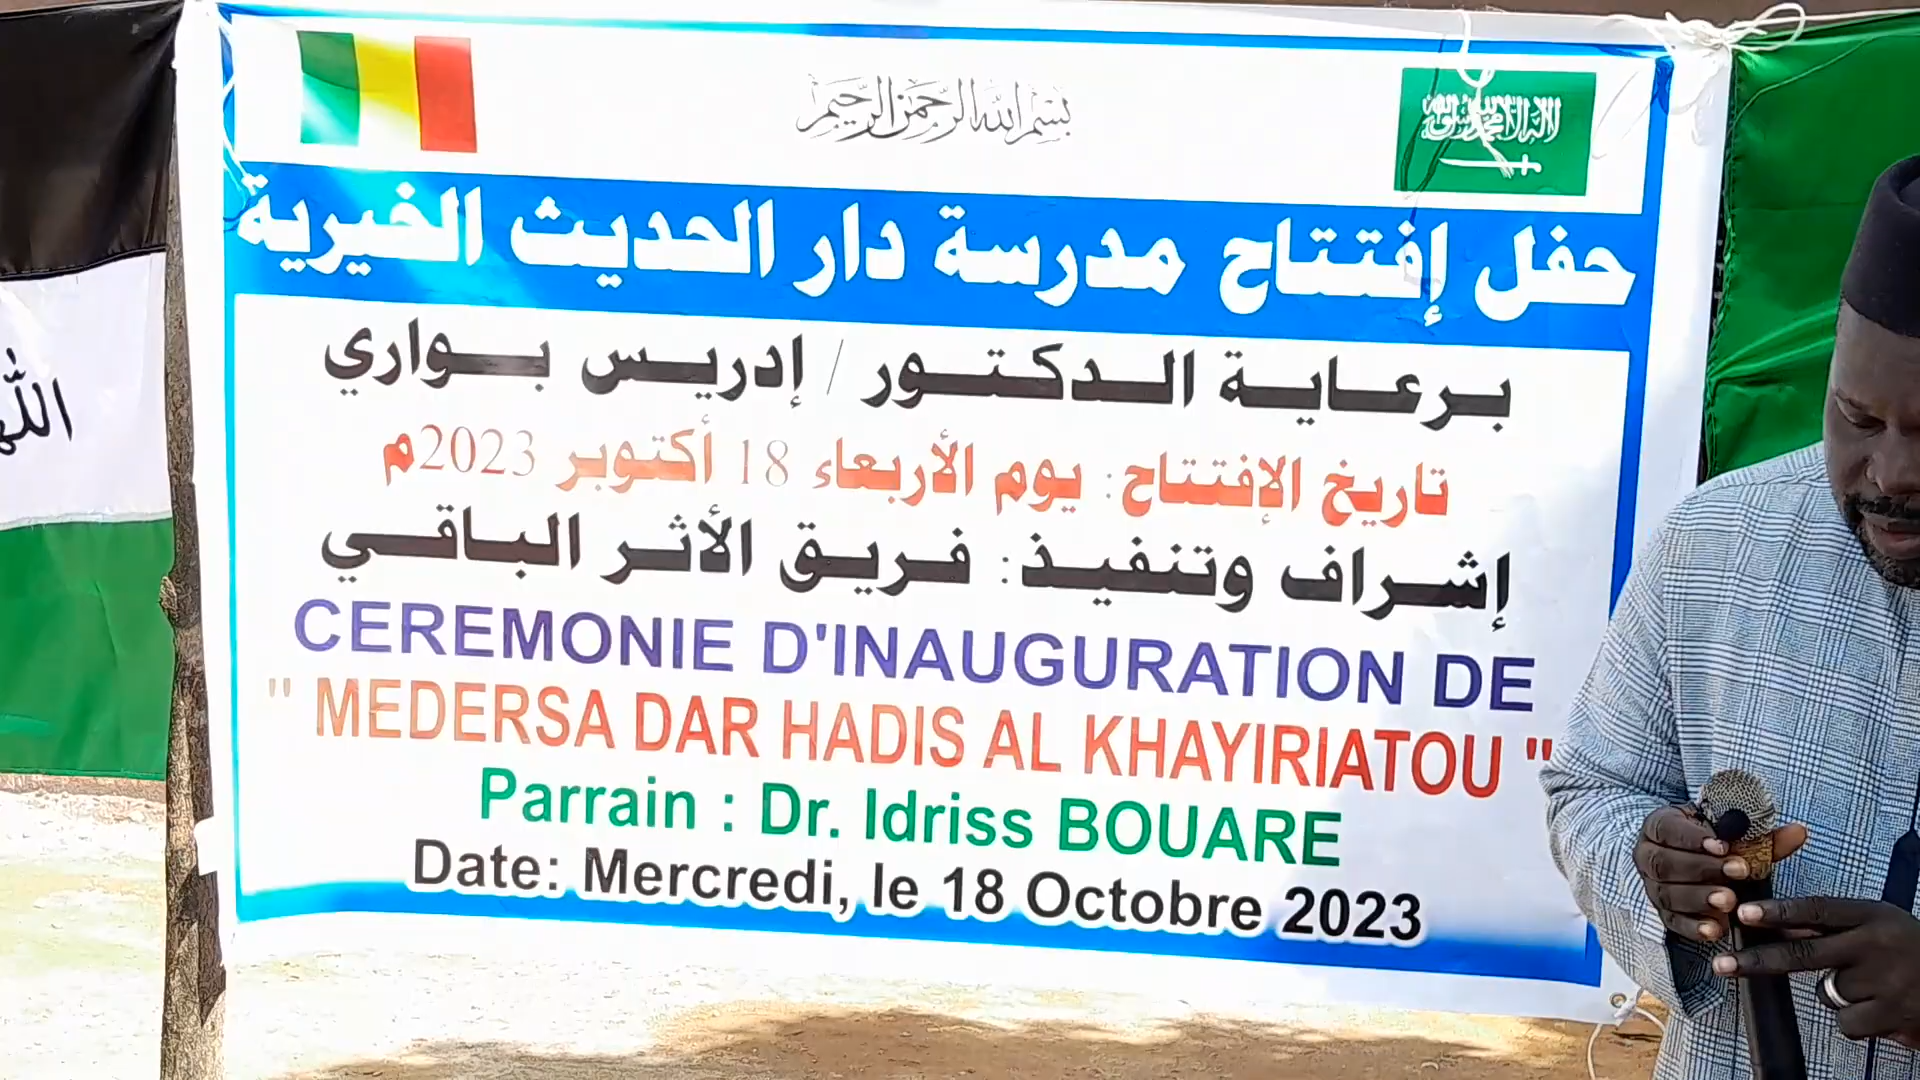 بسم الله الرحمن الرحيم
لا إله إلا الله محمد رسول الله
حفل إفتتاح مدرسة دار الحديث الخيرية
برعاية الدكتور / إدريس بواري
تاريخ الإفتتاح: يوم الأربعاء 18 أكتوبر 2023م
إشراف وتنفيذ: فريق الأثر الباقي
CEREMONIE D'INAUGURATION DE
" MEDERSA DAR HADIS AL KHAYIRIATOU "
Parrain : Dr. Idriss BOUARE
Date: Mercredi, le 18 Octobre 2023